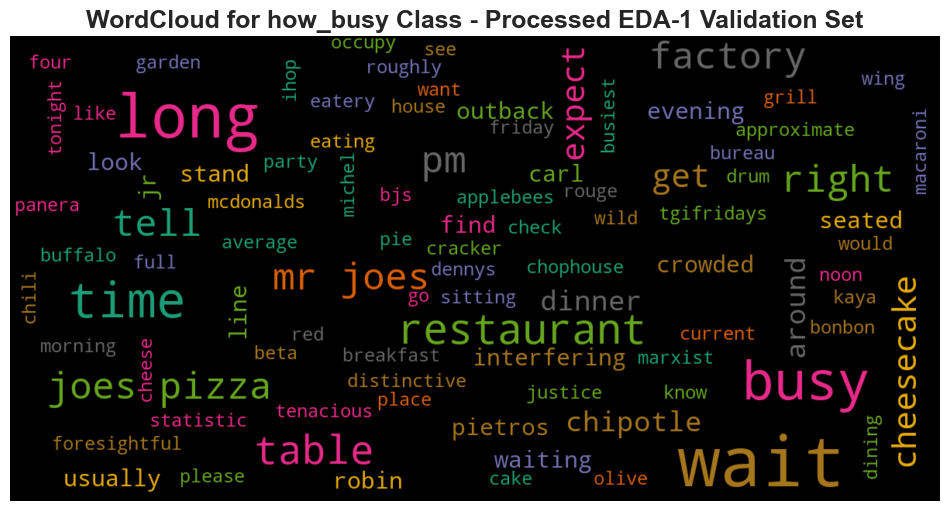 WordCloud for how_busy Class - Processed EDA-1 Validation Set
occupy
see
four
garden
ihop
roughly
factory
wing
tonight
like
long
eatery
want
house
outback
friday
expect
busiest
evening
grill
approximate
macaroni
eating
look
stand
party
michel
pm
carl
bureau
jr
mcdonalds
bjs
applebees
rouge
get
drum
right
panera
tell
find
check
wild
tgifridays
seated
average
pie
cracker
would
buffalo
full
mr joes
dennys
chophouse
crowded
around
noon
chili
time
line
go
sitting
dinner
kaya
cheesecake
red
restaurant
current
bonbon
morning
cheese
beta
breakfast
interfering
marxist
joes pizza
distinctive
place
justice
know
busy
statistic
tenacious
pietros
chipotle
foresightful
table
waiting
wait
dining
usually
please
robin
cake
olive